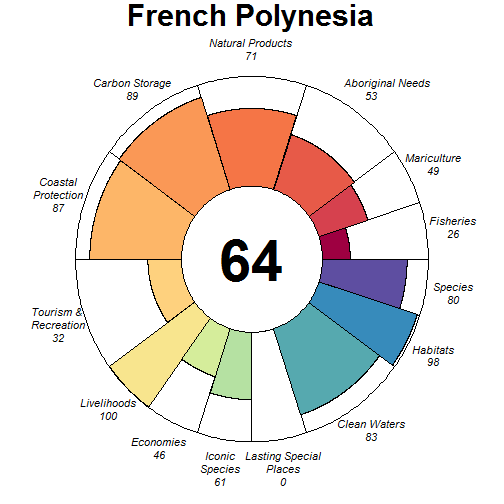 French Polynesia
Natural Products
71
Carbon Storage
89
Aboriginal Needs
53
Mariculture
49
Coastal
Protection
87
Fisheries
26
64
Species
80
Tourism &
Recreation
32
Habitats
98
Livelihoods
100
Clean Waters
83
Economies
46
Iconic
Species
61
Lasting Special
Places
0